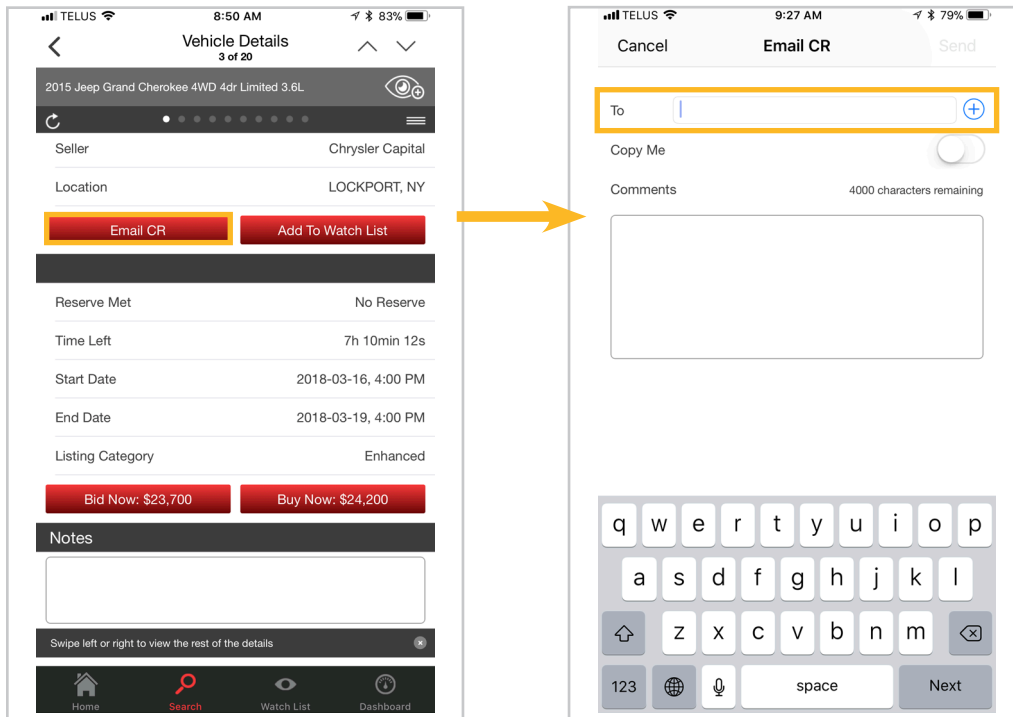 TELUS 8:50 AM 83%
Vehicle Details
3 of 20
2015 Jeep Grand Cherokee 4WD 4dr Limited 3.6L
Seller Chrysler Capital
Location LOCKPORT, NY
Email CR Add To Watch List
Reserve Met No Reserve
Time Left 7h 10min 12s
Start Date 2018-03-16, 4:00 PM
End Date 2018-03-19, 4:00 PM
Listing Category Enhanced
Bid Now: $23,700 Buy Now: $24,200
Notes
Swipe left or right to view the rest of the details
Home Search Watch List Dashboard
TELUS 9:27 AM 79%
Cancel Email CR Send
To
Copy Me
Comments 4000 characters remaining
q w e r t y u i o p
a s d f g h j k l
z x c v b n m
123 space Next